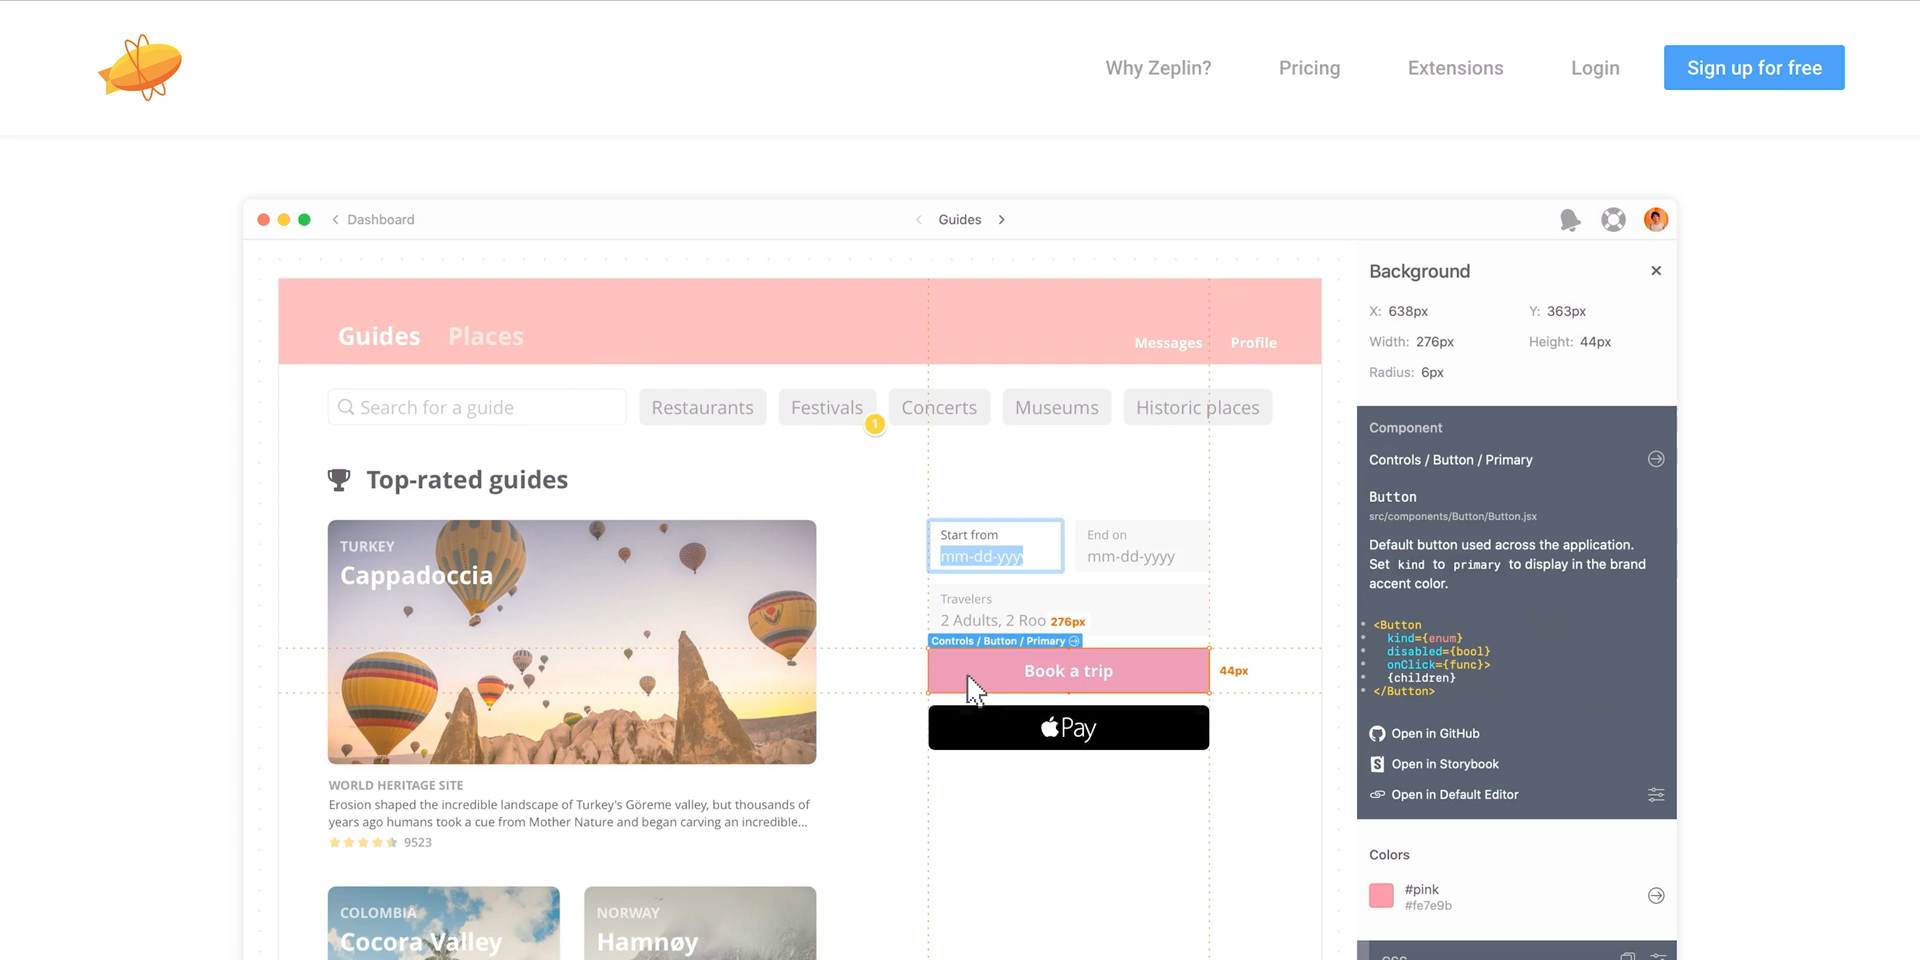 Why Zeplin?
Pricing
Extensions
Login
Sign up for free
Dashboard
Guides
Guides
Places
Messages
Profile
Search for a guide
Restaurants
Festivals
1
Concerts
Museums
Historic places
Top-rated guides
TURKEY
Cappadoccia
WORLD HERITAGE SITE
Erosion shaped the incredible landscape of Turkey's Göreme valley, but thousands of
years ago humans took a cue from Mother Nature and began carving an incredible...
9523
COLOMBIA
Cocora Valley
NORWAY
Hamnøy
Start from
mm-dd-yyyy
End on
mm-dd-yyyy
Travelers
2 Adults, 2 Roo
276px
Controls / Button / Primary
Book a trip
44px
Pay
Background
X: 638px
Y: 363px
Width: 276px
Height: 44px
Radius: 6px
Component
Controls / Button / Primary
Button
src/components/Button/Button.jsx
Default button used across the application.
Set kind to primary to display in the brand
accent color.
<Button
kind={enum}
disabled={bool}
onClick={func}>
{children}
</Button>
Open in GitHub
Open in Storybook
Open in Default Editor
Colors
#pink
#fe7e9b